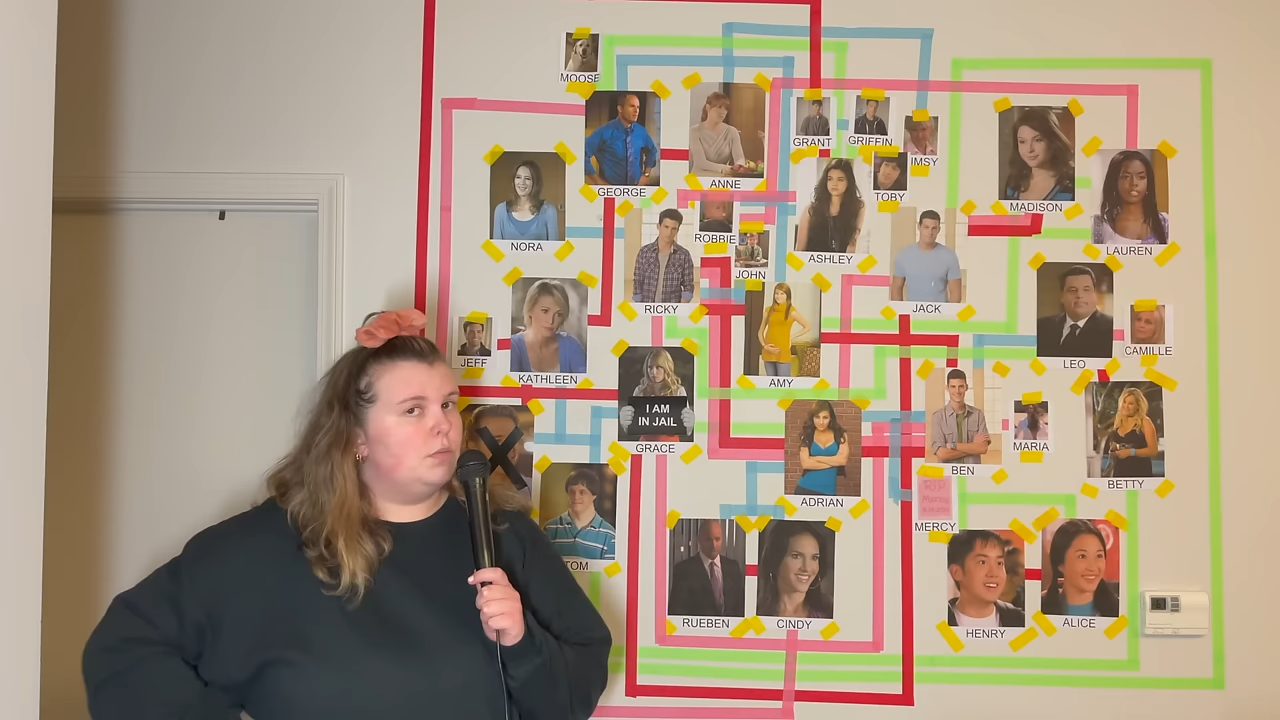 MOOSE
GEORGE
ANNE
GRANT
GRIFFIN
IMSY
TOBY
MADISON
LAUREN
NORA
ROBBIE
JOHN
ASHLEY
RICKY
JACK
JEFF
KATHLEEN
AMY
LEO
CAMILLE
I AM
IN JAIL
GRACE
ADRIAN
BEN
MARIA
BETTY
RIP
MERCY
TOM
RUEBEN
CINDY
HENRY
ALICE